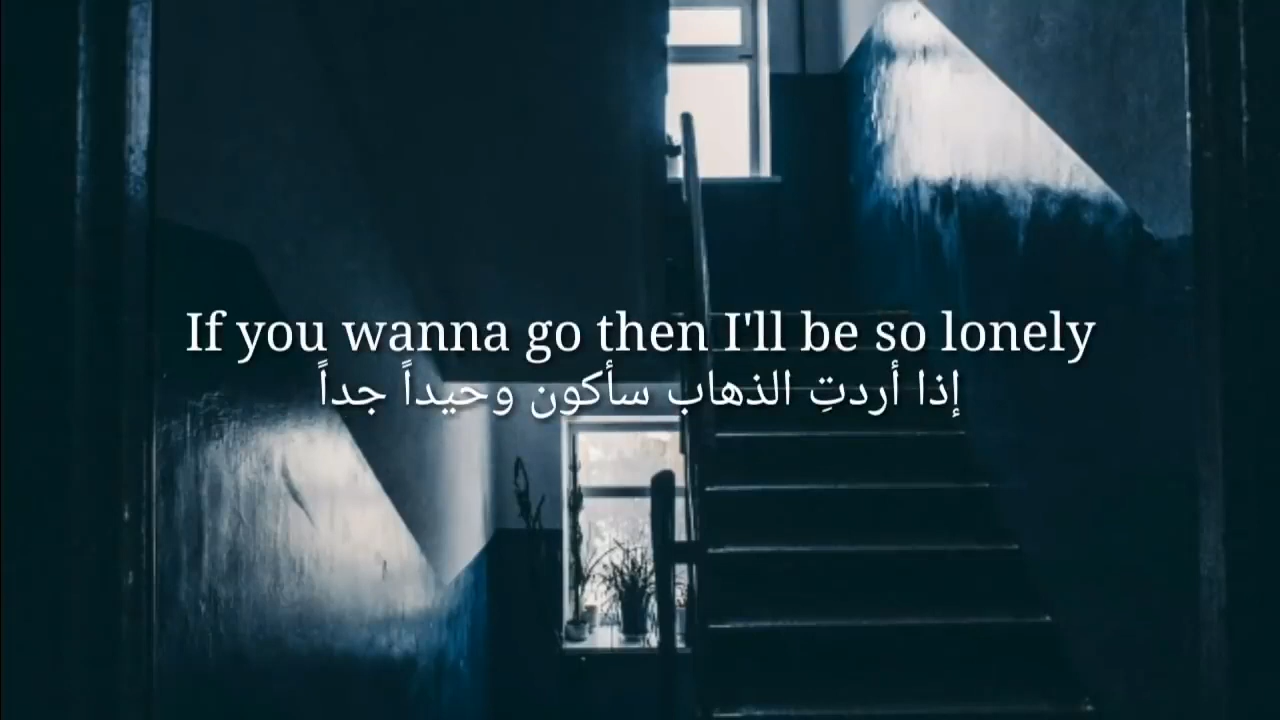 If you wanna go then I'll be so lonely
إذا أردتِ الذهاب سأكون وحيداً جداً